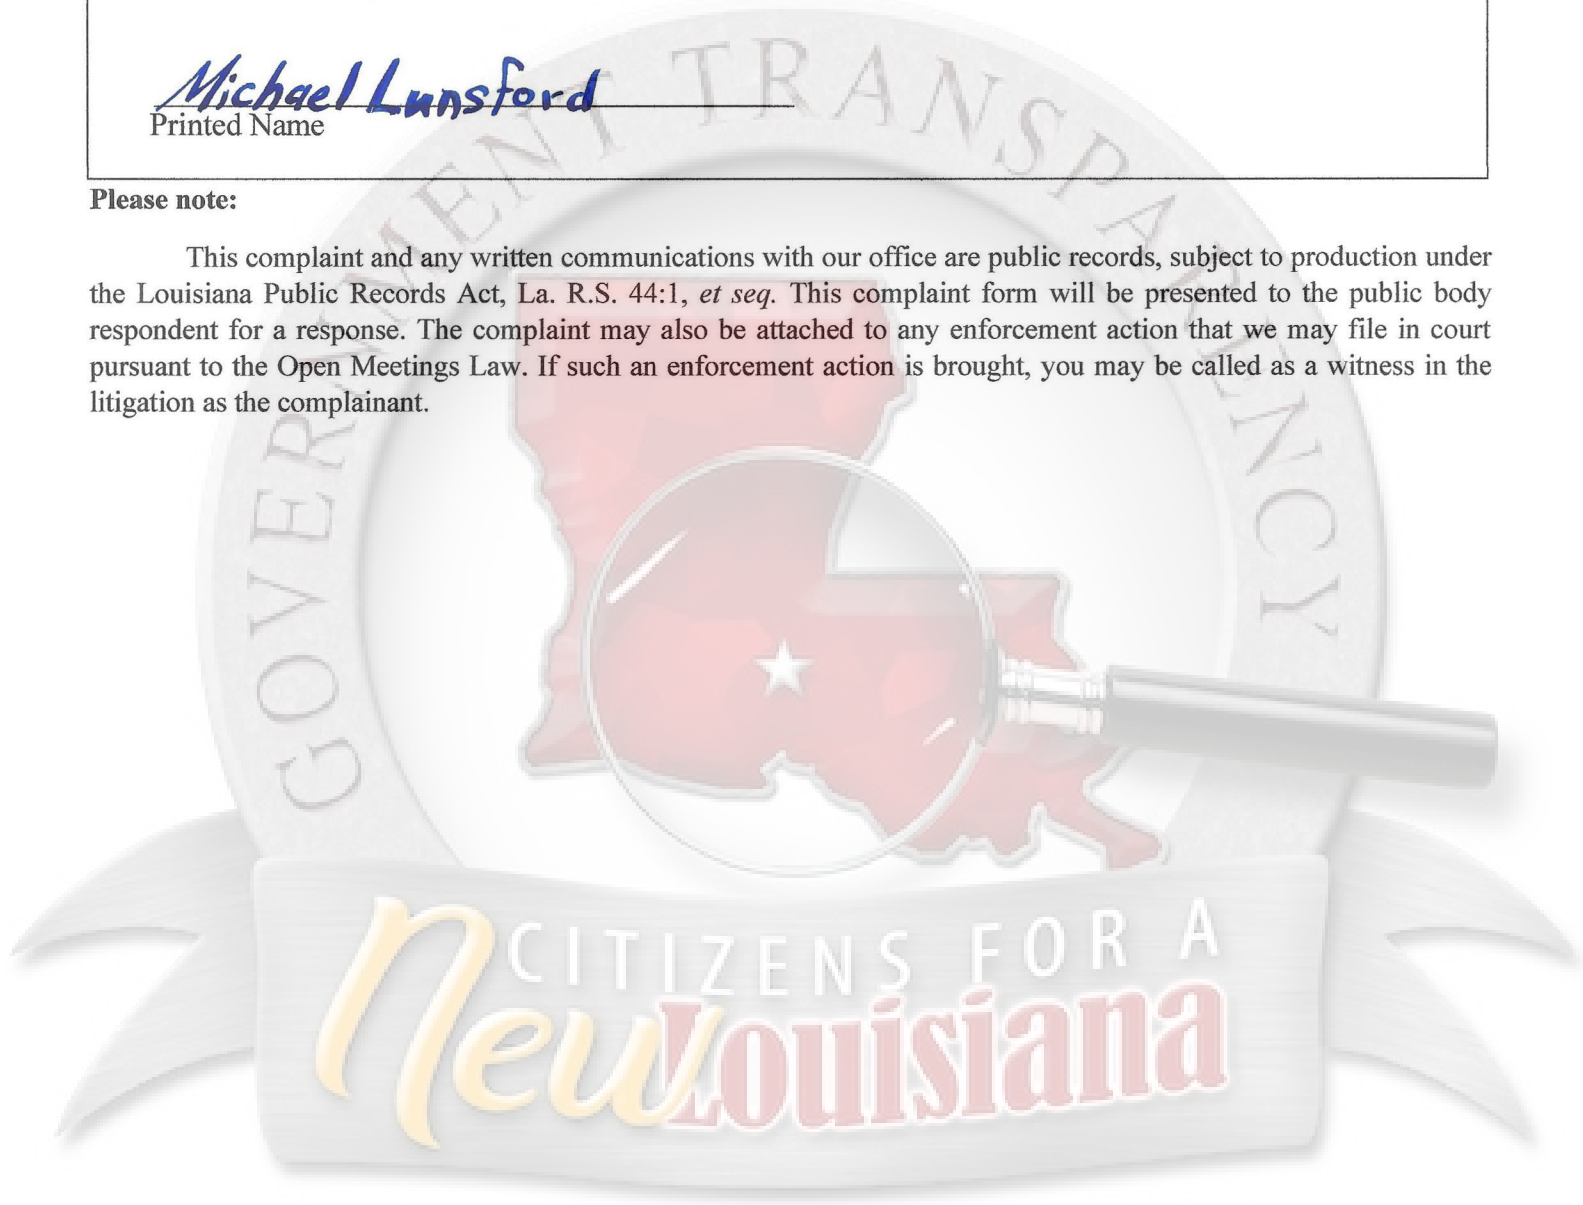 Michael Lunsford
Printed Name
Please note:
This complaint and any written communications with our office are public records, subject to production under
the Louisiana Public Records Act, La. R.S. 44:1, et seq. This complaint form will be presented to the public body
respondent for a response. The complaint may also be attached to any enforcement action that we may file in court
pursuant to the Open Meetings Law. If such an enforcement action is brought, you may be called as a witness in the
litigation as the complainant.
GOVERNMENT TRANSPARENCY
CITIZENS FOR A
New Louisiana